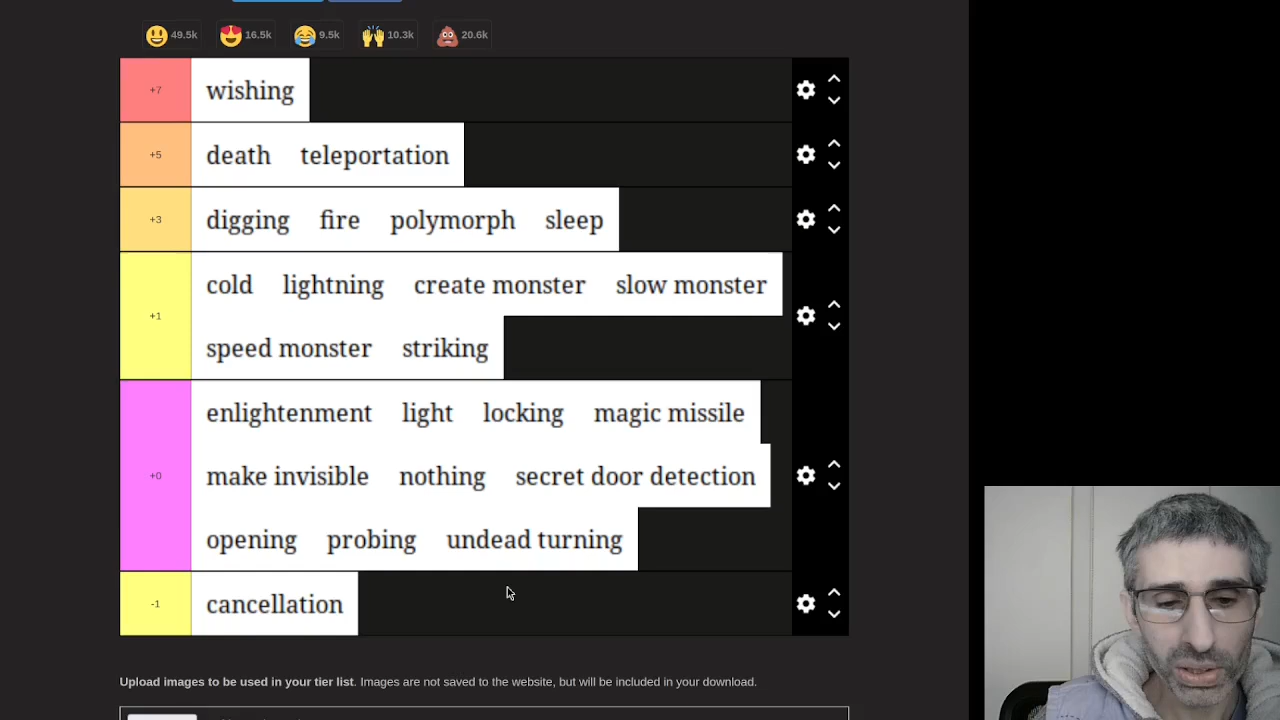 49.5k 16.5k 9.5k 10.3k 20.6k
+7 wishing
+5 death teleportation
+3 digging fire polymorph sleep
cold lightning create monster slow monster
+1
speed monster striking
enlightenment light locking magic missile
+0 make invisible nothing secret door detection
opening probing undead turning
-1 cancellation
Upload images to be used in your tier list. Images are not saved to the website, but will be included in your download.